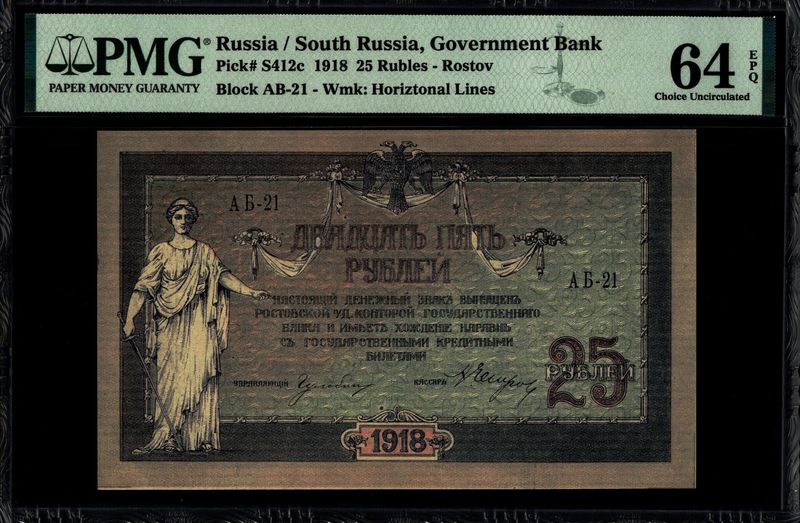 PMG® Russia / South Russia, Government Bank
Pick# S412c 1918 25 Rubles - Rostov
PAPER MONEY GUARANTY
Block AB-21 - Wmk: Horiztonal Lines
64 EPQ
Choice Uncirculated
АБ-21
ДВАДЦАТЬ ПЯТЬ
РУБЛЕЙ
АБ-21
НАСТОЯЩІЙ ДЕНЕЖНЫЙ ЗНАКЪ ВЫПУЩЕНЪ
РОСТОВСКОЙ Н/Д. КОНТОРОЙ ГОСУДАРСТВЕННАГО
БАНКА И ИМѢЕТЪ ХОЖДЕНІЕ НАРАВНѢ
СЪ ГОСУДАРСТВЕННЫМИ КРЕДИТНЫМИ
БИЛЕТАМИ
УПРАВЛЯЮЩІЙ
КАССИРЪ
25
РУБЛЕЙ
1918